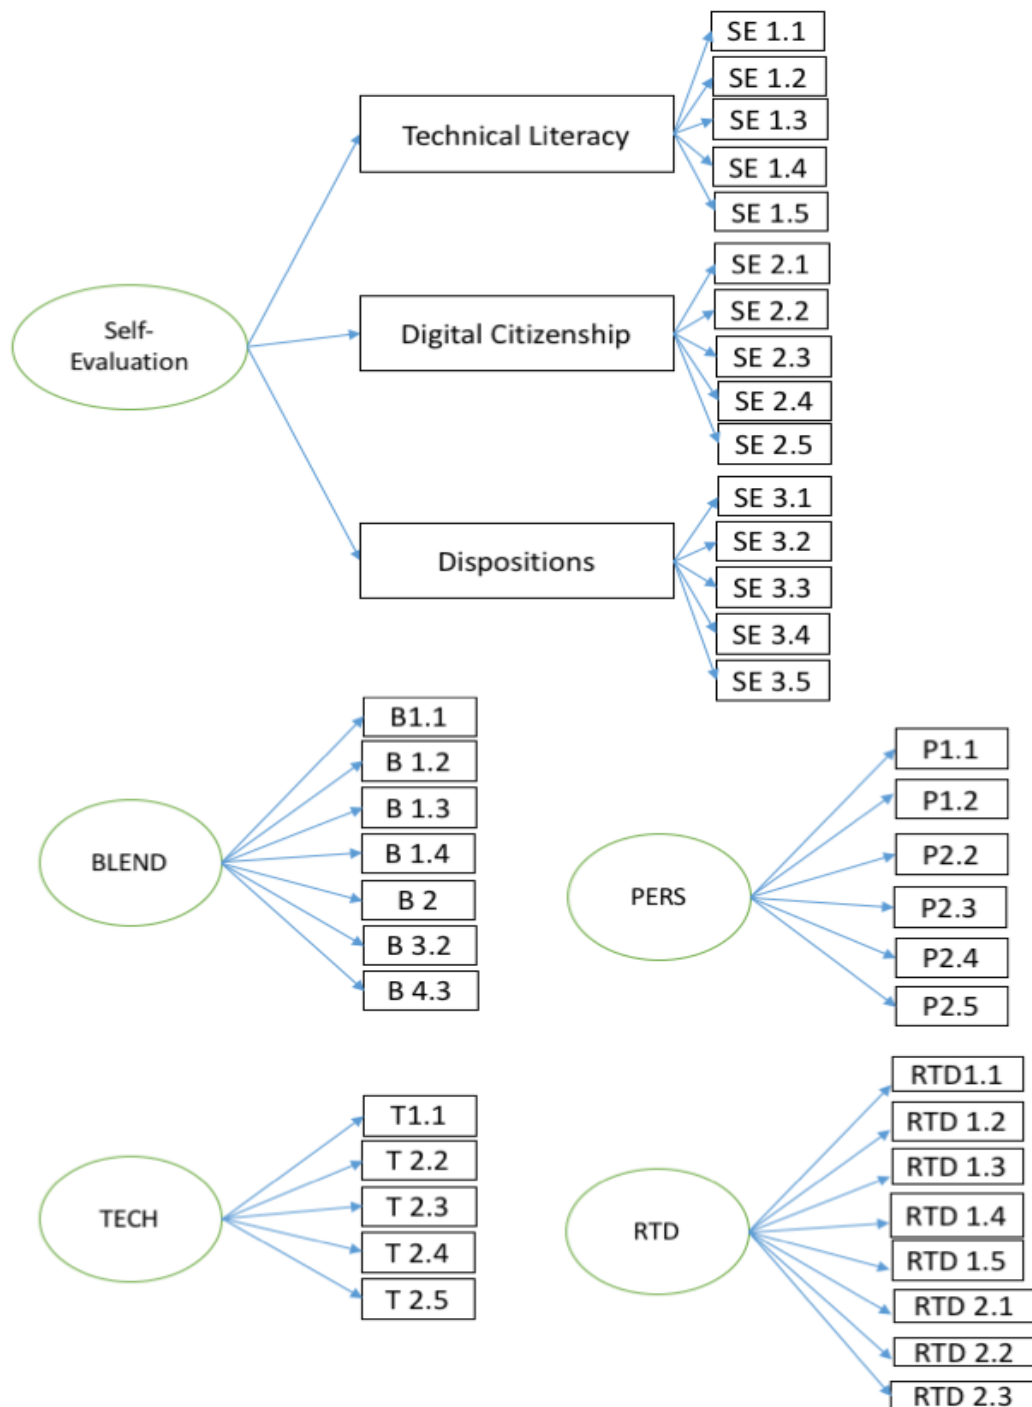 SE 1.1
SE 1.2
SE 1.3
SE 1.4
SE 1.5
Technical Literacy
SE 2.1
SE 2.2
SE 2.3
SE 2.4
SE 2.5
Digital Citizenship
Self-
Evaluation
SE 3.1
SE 3.2
SE 3.3
SE 3.4
SE 3.5
Dispositions
B1.1
B 1.2
B 1.3
B 1.4
B 2
B 3.2
B 4.3
BLEND
P1.1
P1.2
P2.2
P2.3
P2.4
P2.5
PERS
T1.1
T 2.2
T 2.3
T 2.4
T 2.5
TECH
RTD1.1
RTD 1.2
RTD 1.3
RTD 1.4
RTD 1.5
RTD 2.1
RTD 2.2
RTD 2.3
RTD